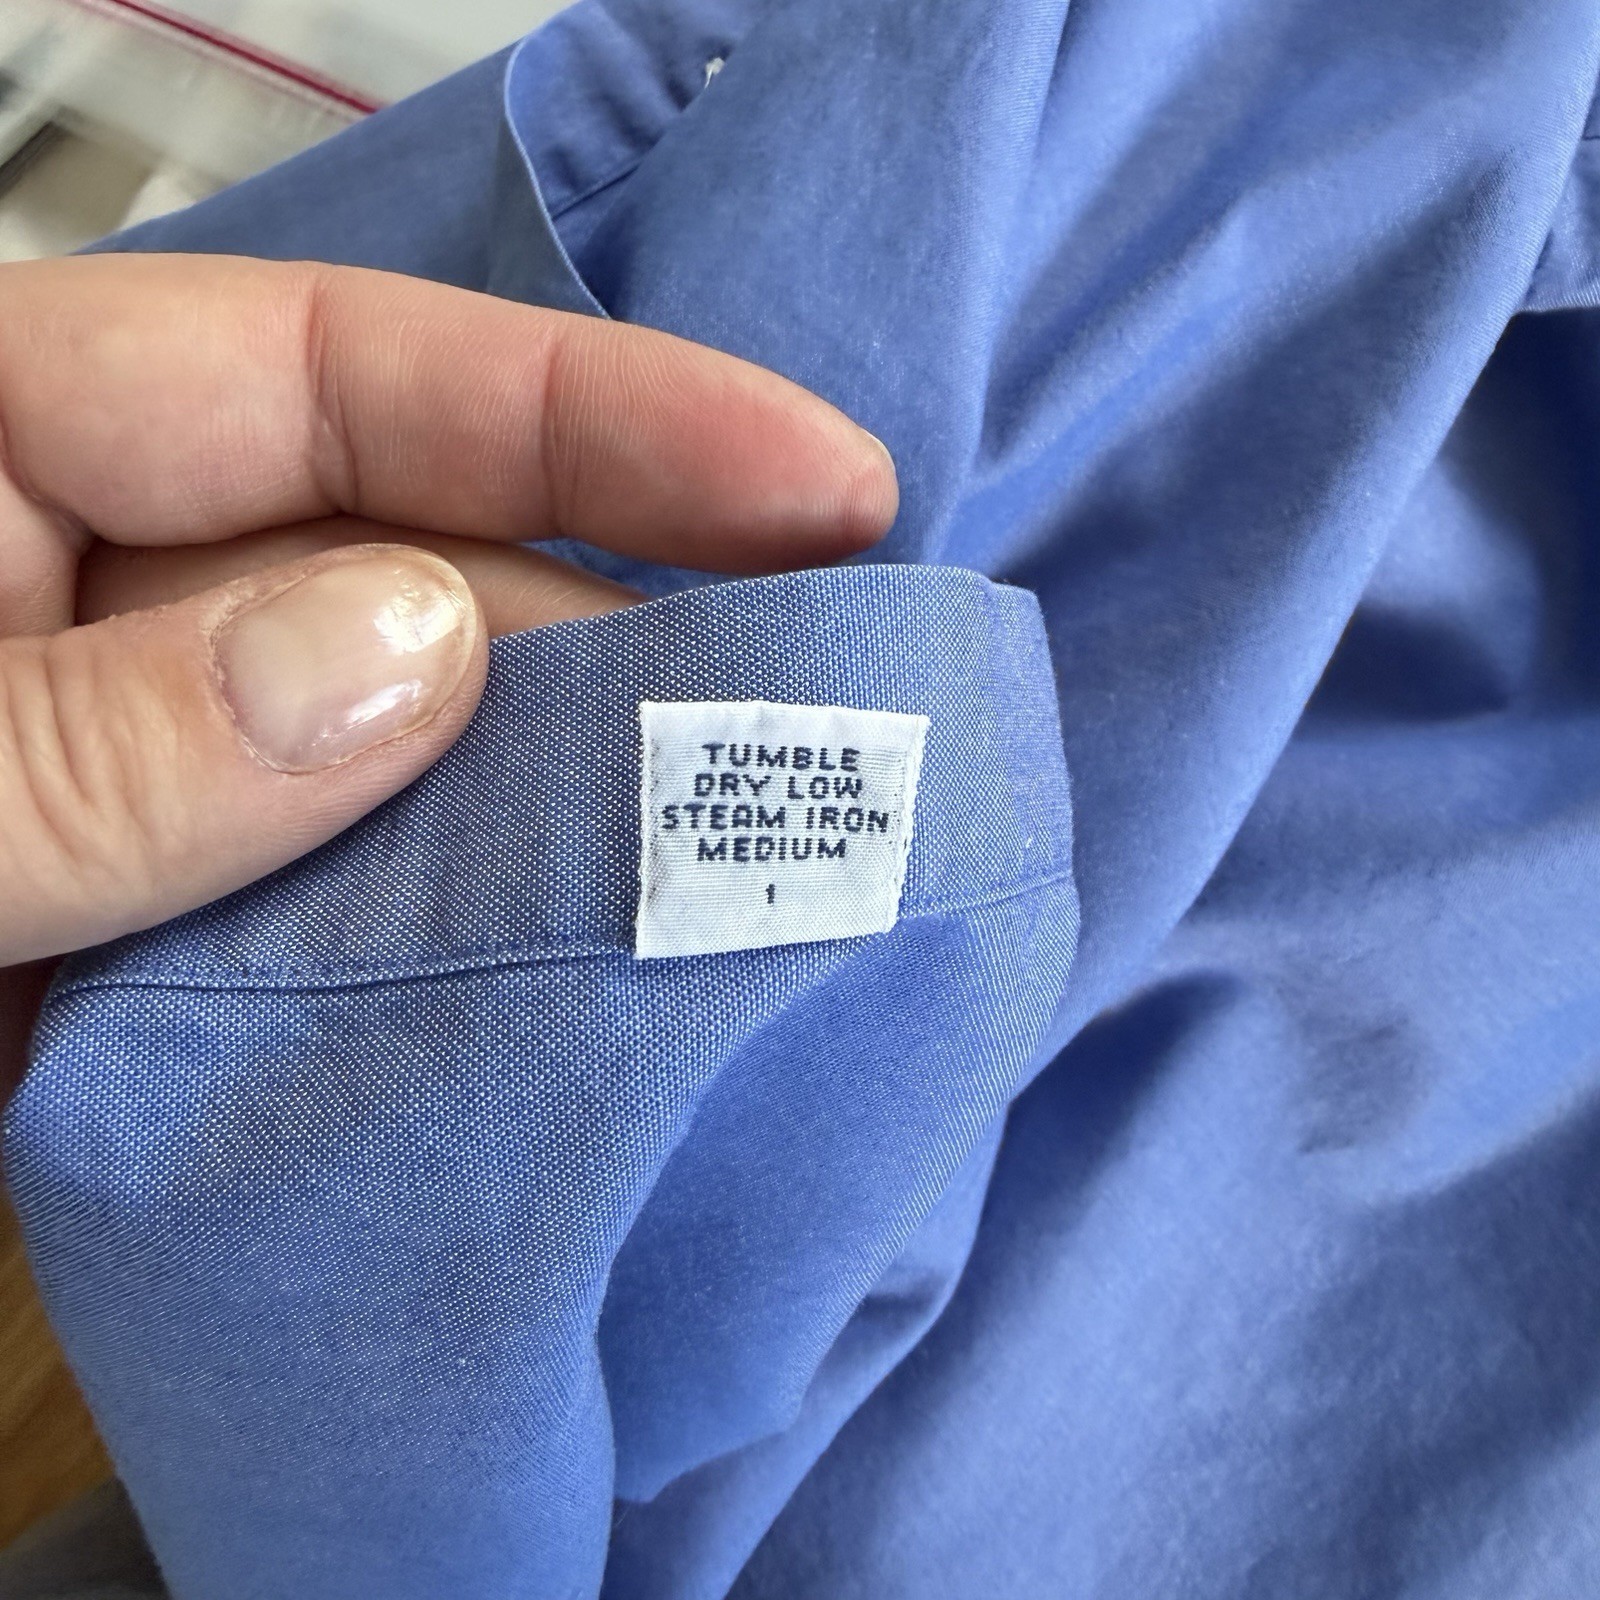 TUMBLE
DRY LOW
STEAM IRON
MEDIUM
1